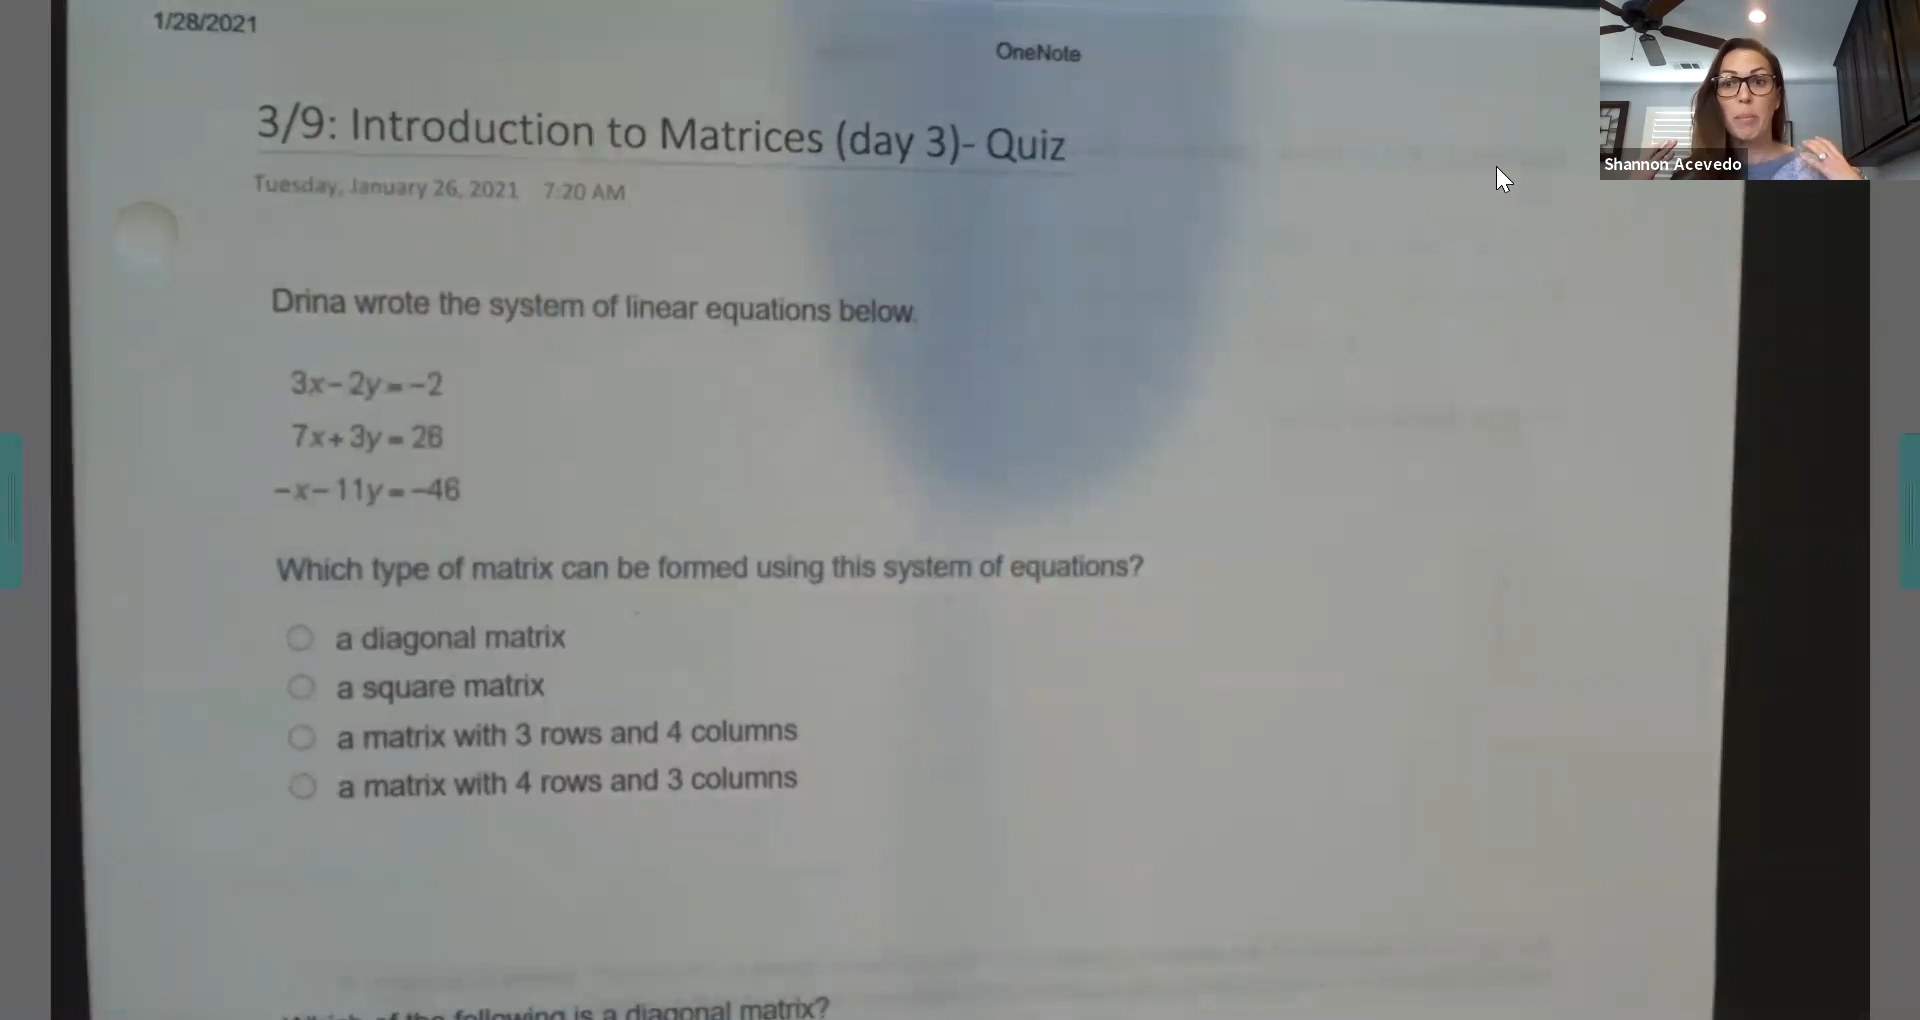 1/28/2021
OneNote
3/9: Introduction to Matrices (day 3)- Quiz
Tuesday, January 26, 2021 7:20 AM
Shannon Acevedo
Drina wrote the system of linear equations below.
3x-2y=-2
7x+3y=26
-x-11y=-46
Which type of matrix can be formed using this system of equations?
a diagonal matrix
a square matrix
a matrix with 3 rows and 4 columns
a matrix with 4 rows and 3 columns
Which of the following is a diagonal matrix?